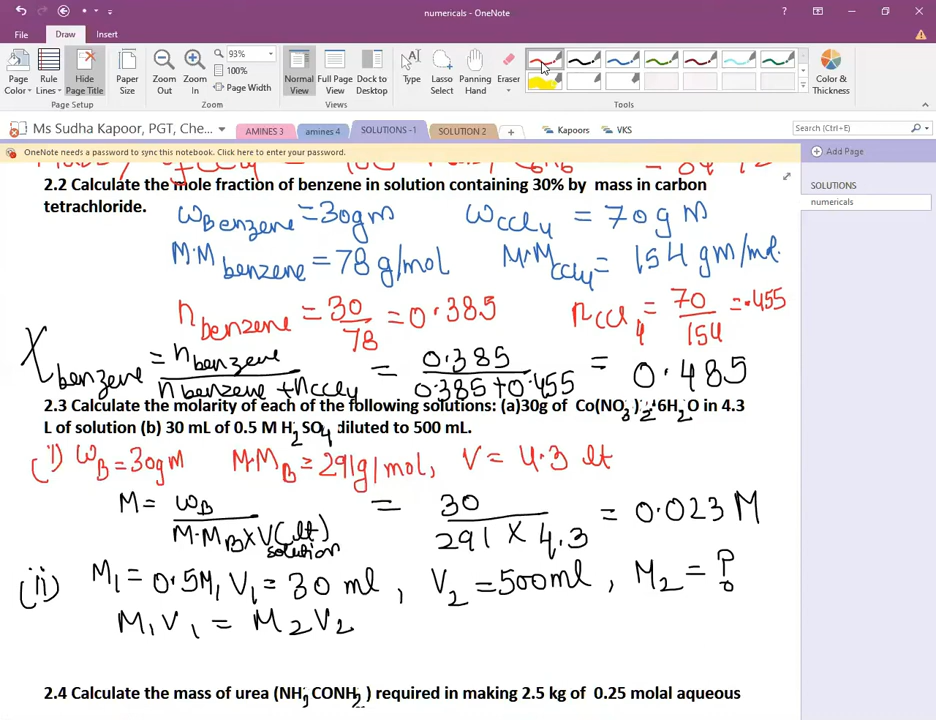 numericals - OneNote
File Draw Insert
93%
100%
Page Width
Page Color Rule Lines Hide Page Title Paper Size Zoom Out Zoom In Normal View Full Page View Dock to Desktop Type Lasso Select Panning Hand Eraser Color & Thickness
Page Setup Zoom Views Tools
Ms Sudha Kapoor, PGT, Che... AMINES 3 amines 4 SOLUTIONS -1 SOLUTION 2 Kapoors VKS Search (Ctrl+E)
OneNote needs a password to sync this notebook. Click here to enter your password.
Add Page
SOLUTIONS
numericals
2.2 Calculate the mole fraction of benzene in solution containing 30% by mass in carbon
tetrachloride.
W Benzene = 30gm W CCl4 = 70gm
M.M benzene = 78 g/mol M.M CCl4 = 154 gm/mol.
n benzene = 30/78 = 0.385 n CCl4 = 70/154 = .455
X benzene = n benzene / n benzene + n CCl4 = 0.385 / 0.385+0.455 = 0.485
2.3 Calculate the molarity of each of the following solutions: (a)30g of Co(NO3)2.6H2O in 4.3
L of solution (b) 30 mL of 0.5 M H2SO4 diluted to 500 mL.
(i) WB = 30gm M.MB = 291g/mol, V = 4.3 lt
M = WB / M.MB x V(lt) solution = 30 / 291 x 4.3 = 0.023 M
(ii) M1 = 0.5M, V1 = 30 ml, V2 = 500ml, M2 = ?
M1V1 = M2V2
2.4 Calculate the mass of urea (NH2CONH2) required in making 2.5 kg of 0.25 molal aqueous